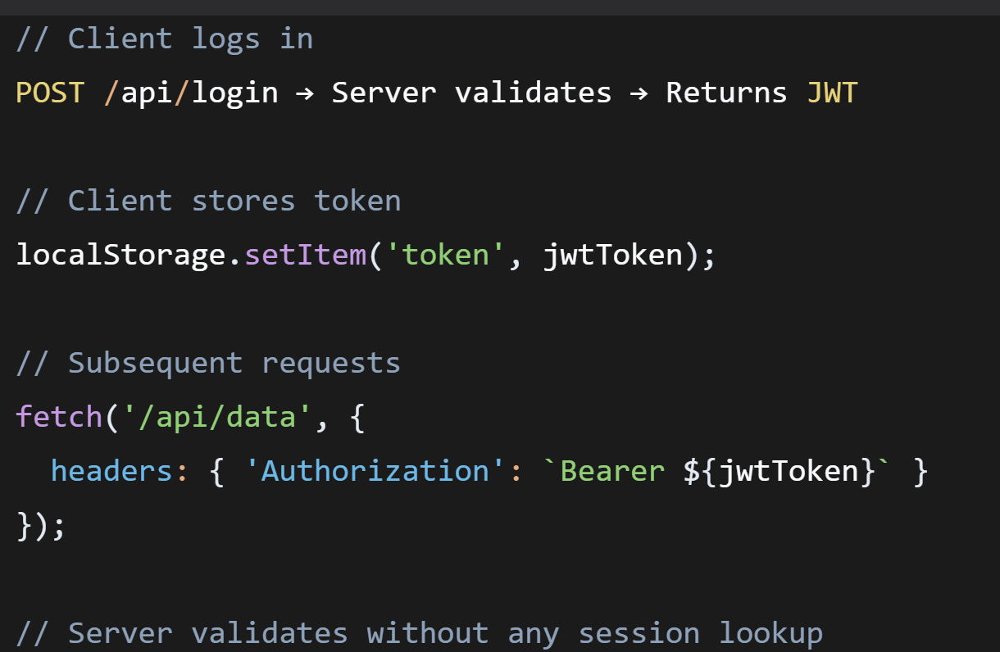 // Client logs in
POST /api/login → Server validates → Returns JWT
// Client stores token
localStorage.setItem('token', jwtToken);
// Subsequent requests
fetch('/api/data', {
  headers: { 'Authorization': `Bearer ${jwtToken}` }
});
// Server validates without any session lookup